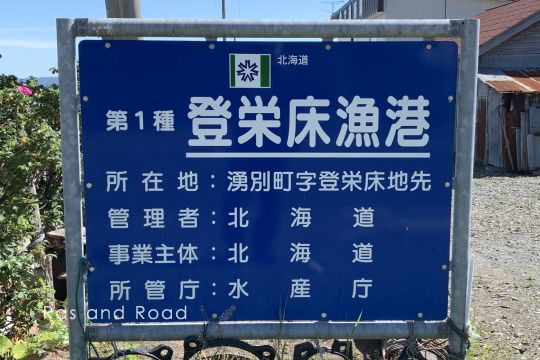 北海道
第1種 登栄床漁港
所在地：湧別町字登栄床地先
管理者：北海道
事業主体：北海道
所管庁：水産庁
Ras and Road